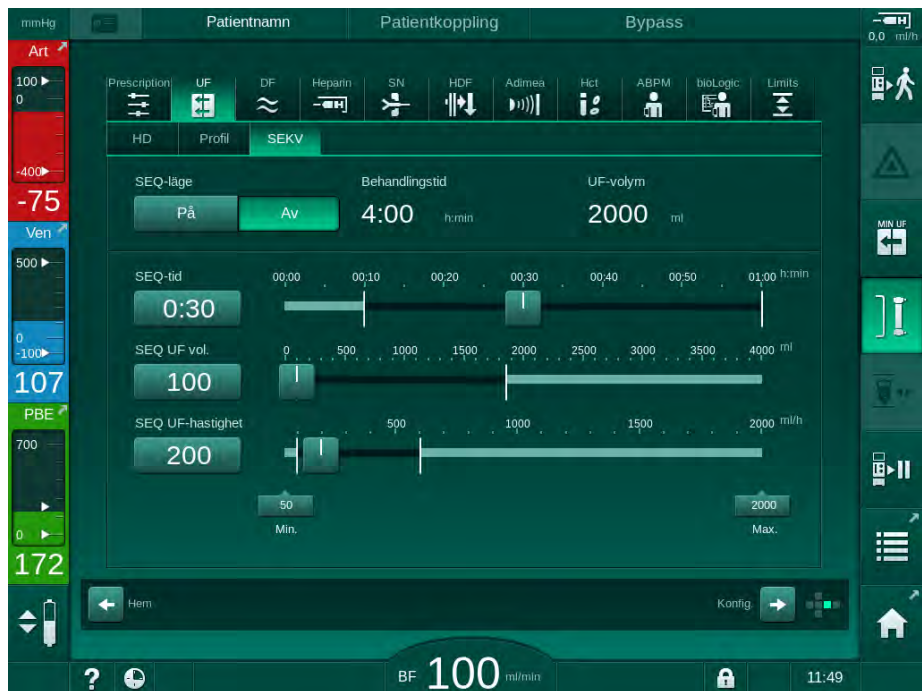 mmHg Patientnamn Patientkoppling Bypass 0,0 ml/h
Art
100
0
-400
-75
Ven
500
0
-100
107
PBE
700
0
172
Prescription UF DF Heparin SN HDF Adimea Hct ABPM bioLogic Limits
HD Profil SEKV
SEQ-läge Behandlingstid UF-volym
På Av 4:00 h:min 2000 ml
SEQ-tid 00:00 00:10 00:20 00:30 00:40 00:50 01:00 h:min
0:30
SEQ UF vol. 0 500 1000 1500 2000 2500 3000 3500 4000 ml
100
SEQ UF-hastighet 500 1000 1500 2000 ml/h
200
50 2000
Min. Max.
Hem Konfig
MIN UF
? BF 100 ml/min 11:49